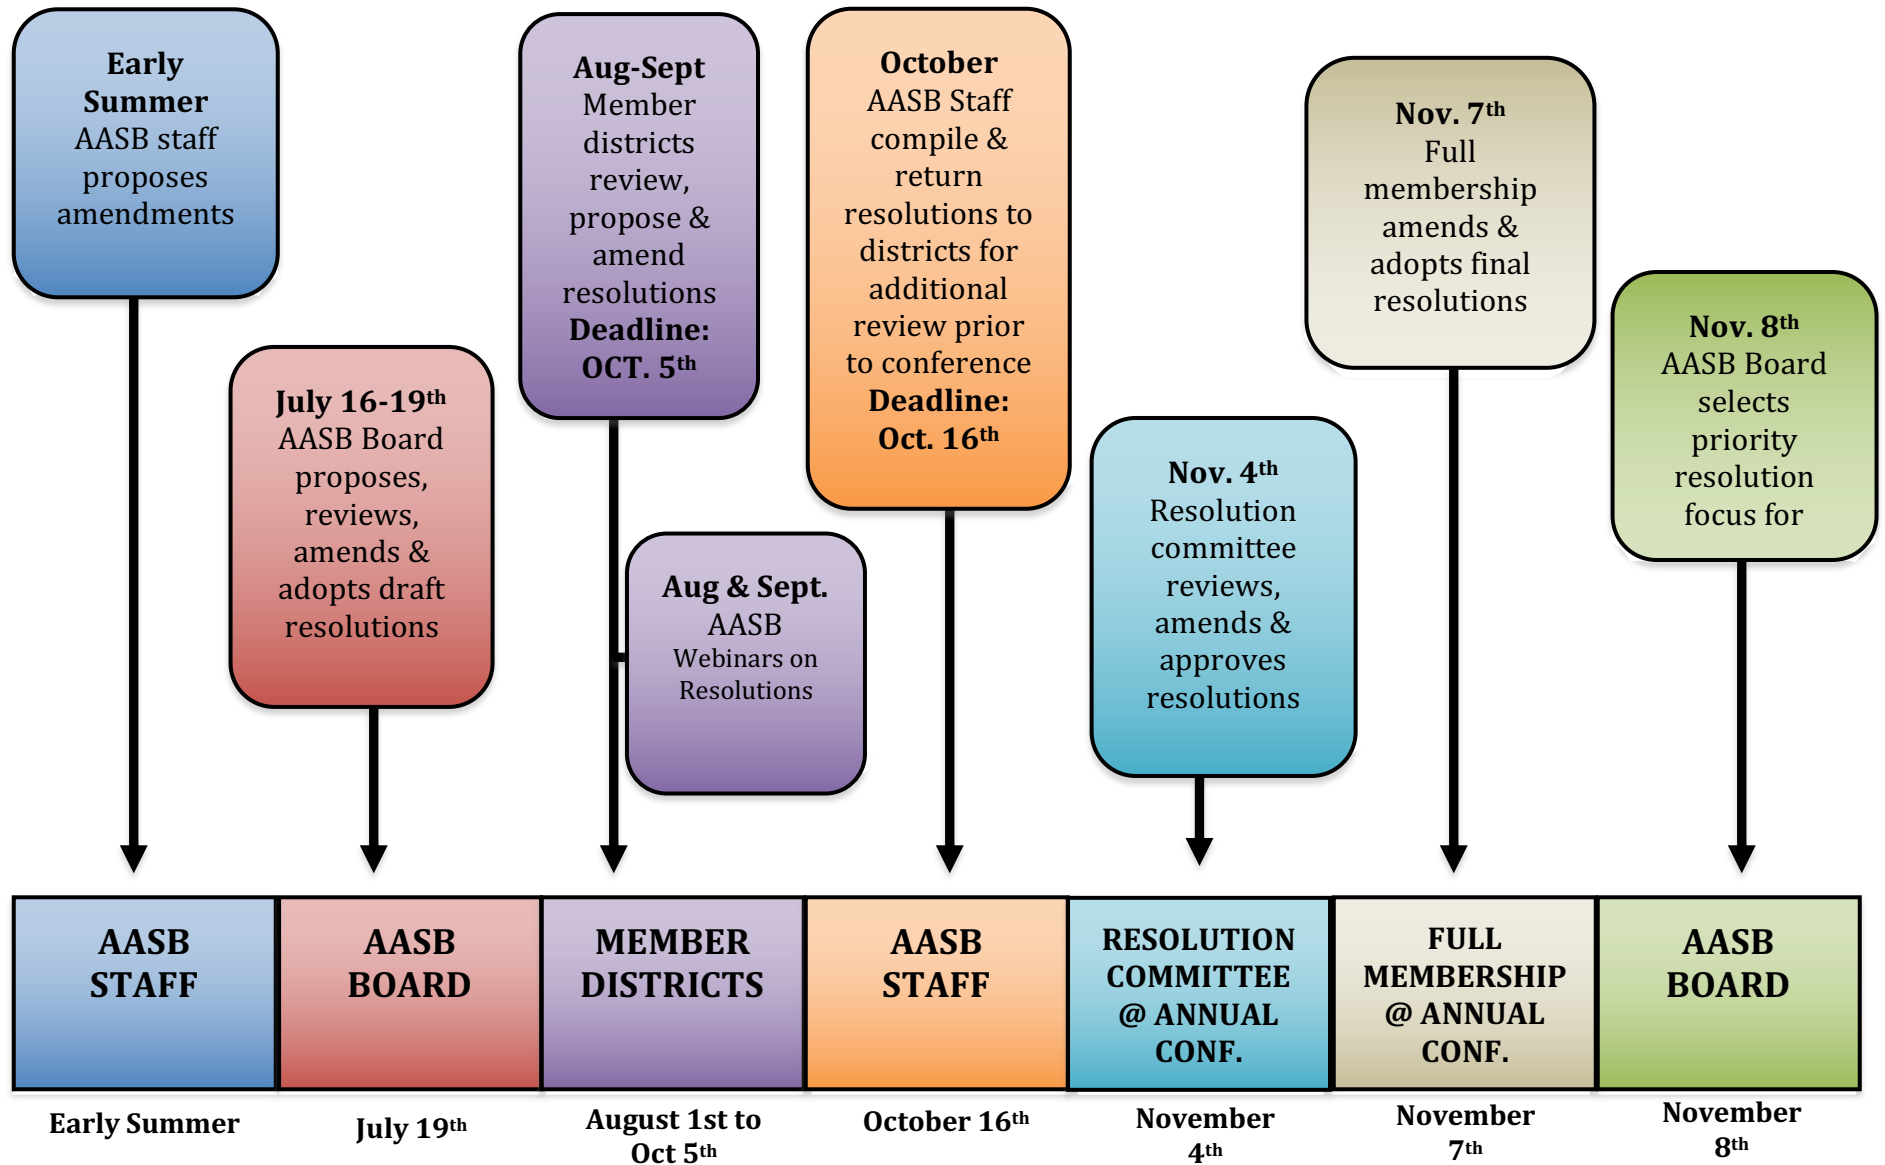 Early
Summer
AASB staff
proposes
amendments
July 16-19th
AASB Board
proposes,
reviews,
amends &
adopts draft
resolutions
Aug-Sept
Member
districts
review,
propose &
amend
resolutions
Deadline:
OCT. 5th
Aug & Sept.
AASB
Webinars on
Resolutions
October
AASB Staff
compile &
return
resolutions to
districts for
additional
review prior
to conference
Deadline:
Oct. 16th
Nov. 4th
Resolution
committee
reviews,
amends &
approves
resolutions
Nov. 7th
Full
membership
amends &
adopts final
resolutions
Nov. 8th
AASB Board
selects
priority
resolution
focus for
AASB
STAFF
AASB
BOARD
MEMBER
DISTRICTS
AASB
STAFF
RESOLUTION
COMMITTEE
@ ANNUAL
CONF.
FULL
MEMBERSHIP
@ ANNUAL
CONF.
AASB
BOARD
Early Summer
July 19th
August 1st to
Oct 5th
October 16th
November
4th
November
7th
November
8th